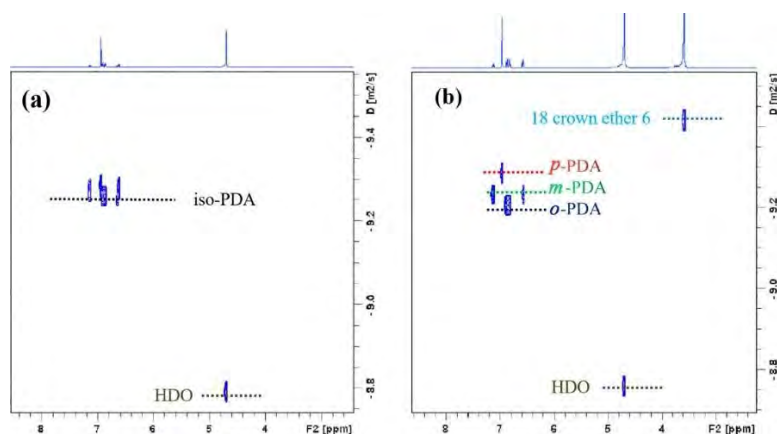 (a)
D [m2/s]
-9.4
iso-PDA
-9.2
-9.0
HDO
-8.8
8 7 6 5 4 F2 [ppm]
(b)
D [m2/s]
18 crown ether 6
p-PDA
m-PDA
-9.2
o-PDA
-9.0
-8.8
HDO
8 7 6 5 4 F2 [ppm]